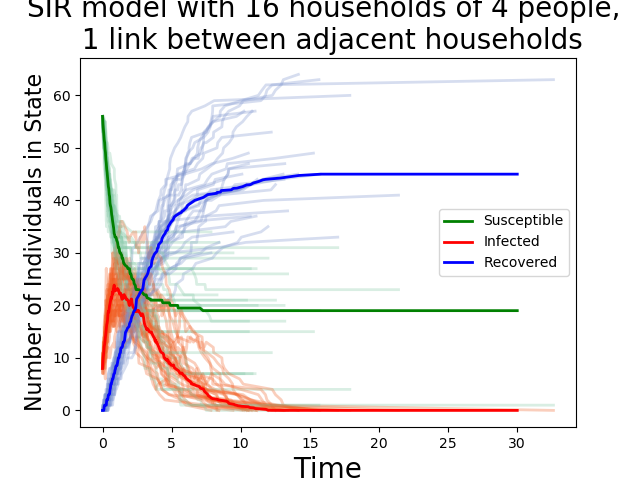 SIR model with 16 households of 4 people,
1 link between adjacent households
Number of Individuals in State
60
50
40
30
20
10
0
Susceptible
Infected
Recovered
0 5 10 15 20 25 30
Time